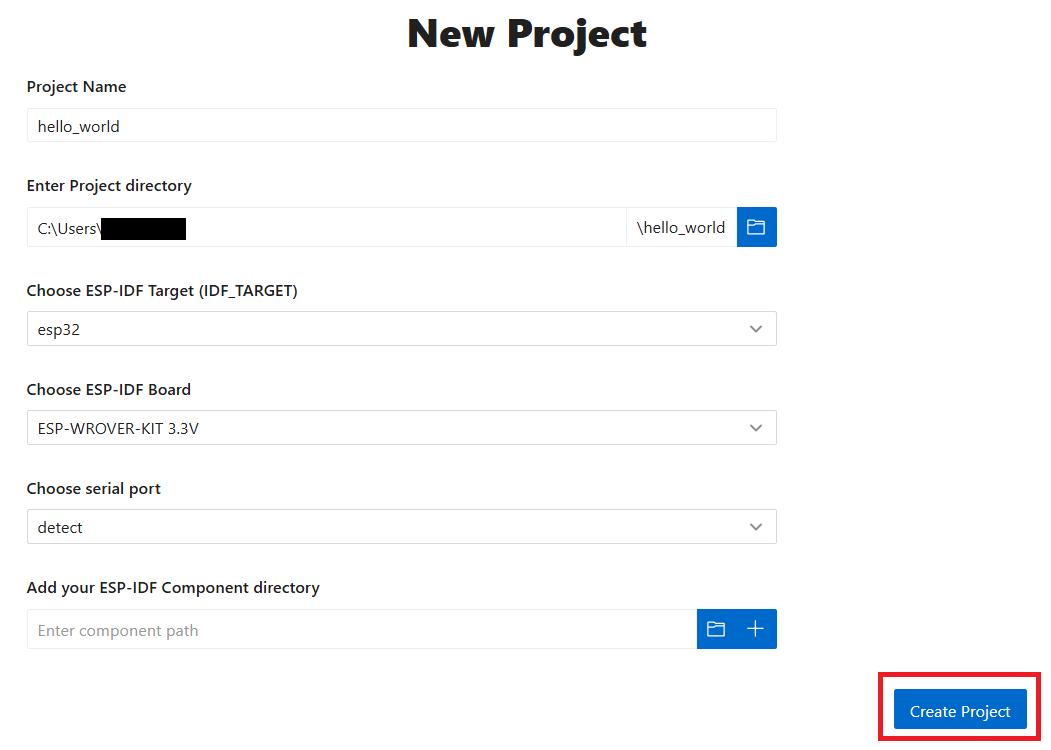 New Project
Project Name
hello_world
Enter Project directory
C:\Users\
\hello_world
Choose ESP-IDF Target (IDF_TARGET)
esp32
Choose ESP-IDF Board
ESP-WROVER-KIT 3.3V
Choose serial port
detect
Add your ESP-IDF Component directory
Enter component path
Create Project